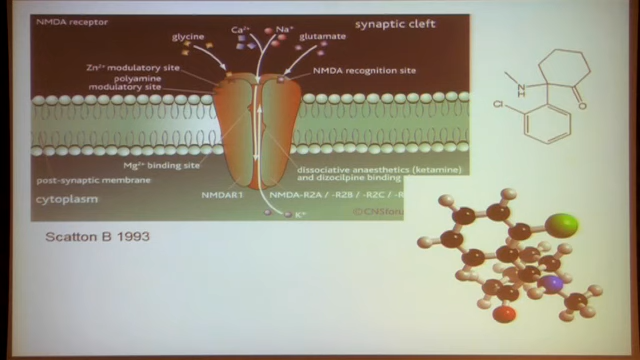 NMDA receptor
synaptic cleft
glycine
Ca²⁺
Na⁺
glutamate
Zn²⁺ modulatory site
polyamine
modulatory site
NMDA recognition site
Mg²⁺ binding site
dissociative anaesthetics (ketamine)
and dizocilpine binding
post-synaptic membrane
NMDAR1
NMDA-R2A / -R2B / -R2C / -R
cytoplasm
K⁺
Scatton B 1993
NH
O
Cl